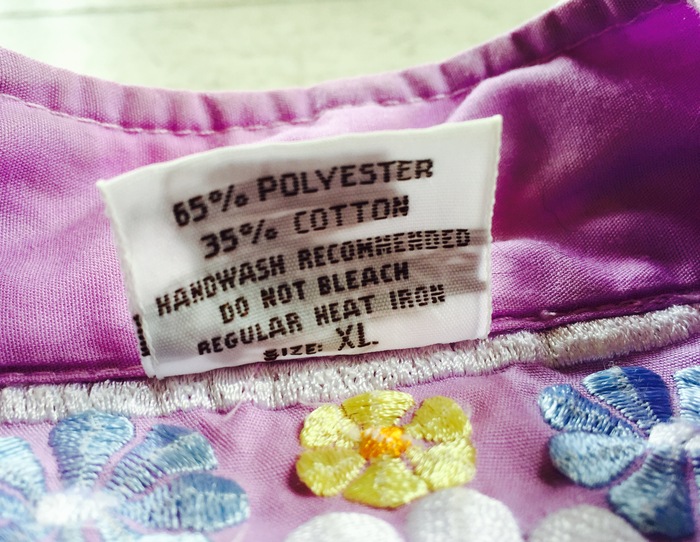 65% POLYESTER
35% COTTON
HANDWASH RECOMMENDED
DO NOT BLEACH
REGULAR HEAT IRON
SIZE: XL.